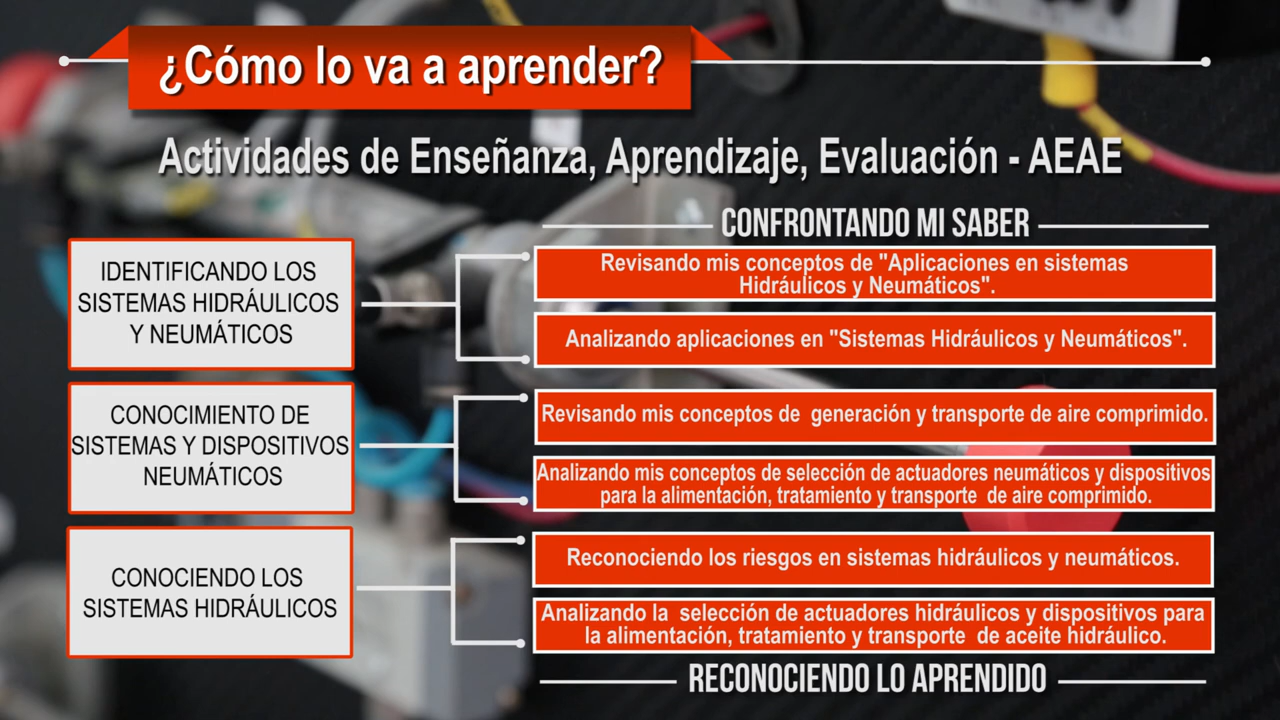 ¿Cómo lo va a aprender?
Actividades de Enseñanza, Aprendizaje, Evaluación - AEAE
CONFRONTANDO MI SABER
IDENTIFICANDO LOS
SISTEMAS HIDRÁULICOS
Y NEUMÁTICOS
Revisando mis conceptos de "Aplicaciones en sistemas
Hidráulicos y Neumáticos".
Analizando aplicaciones en "Sistemas Hidráulicos y Neumáticos".
CONOCIMIENTO DE
SISTEMAS Y DISPOSITIVOS
NEUMÁTICOS
Revisando mis conceptos de generación y transporte de aire comprimido.
Analizando mis conceptos de selección de actuadores neumáticos y dispositivos
para la alimentación, tratamiento y transporte de aire comprimido.
CONOCIENDO LOS
SISTEMAS HIDRÁULICOS
Reconociendo los riesgos en sistemas hidráulicos y neumáticos.
Analizando la selección de actuadores hidráulicos y dispositivos para
la alimentación, tratamiento y transporte de aceite hidráulico.
RECONOCIENDO LO APRENDIDO